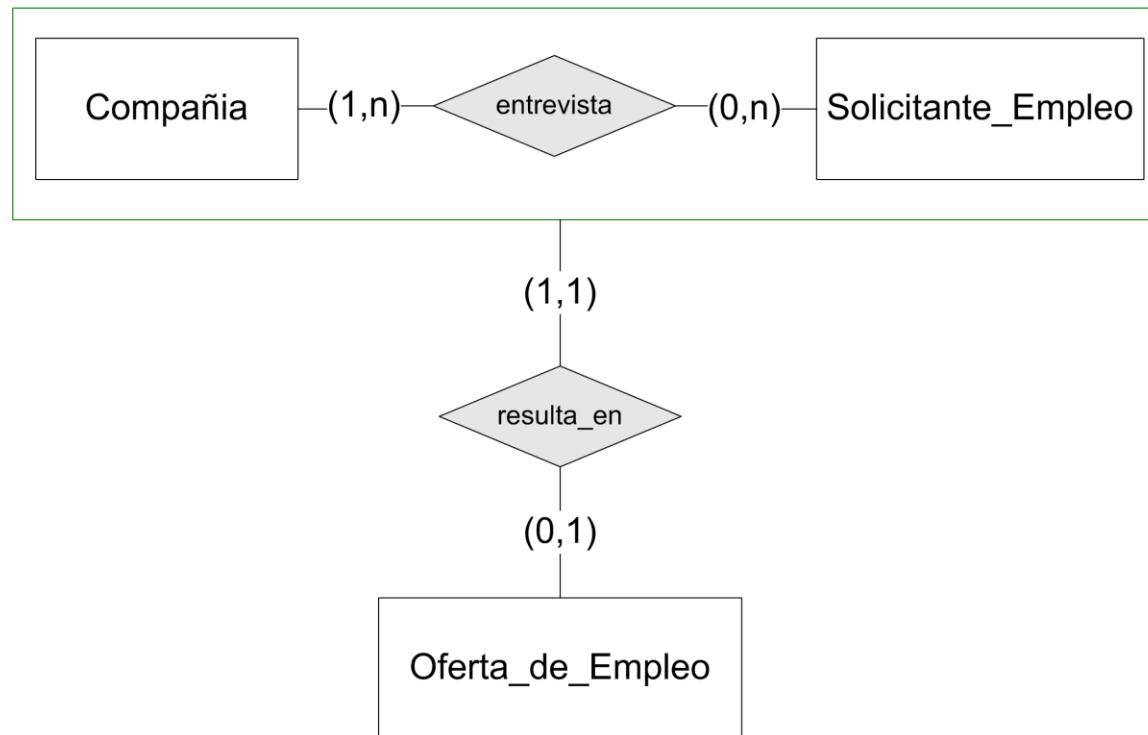 Compañia
(1,n)
entrevista
(0,n)
Solicitante_Empleo
(1,1)
resulta_en
(0,1)
Oferta_de_Empleo